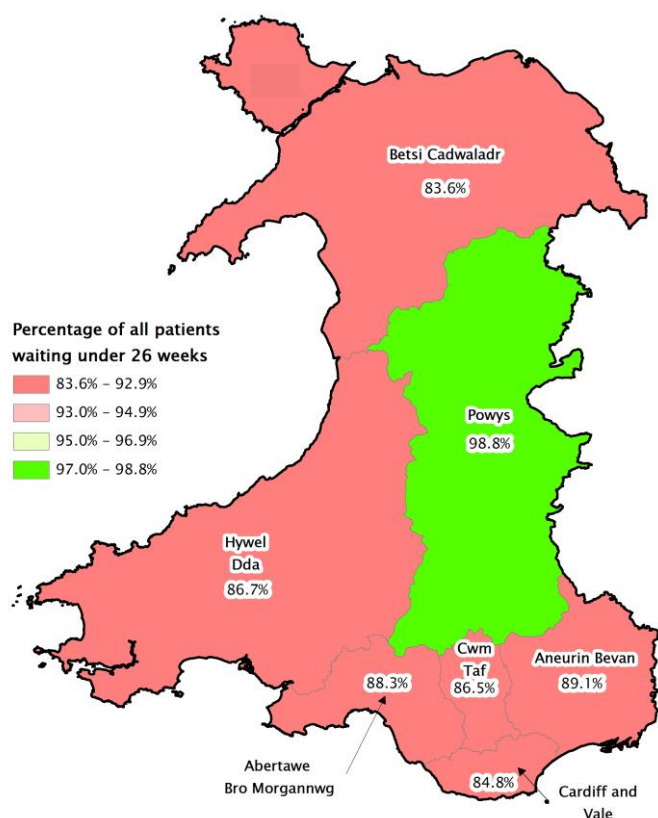 Betsi Cadwaladr
83.6%
Percentage of all patients
waiting under 26 weeks
83.6% – 92.9%
93.0% – 94.9%
95.0% – 96.9%
97.0% – 98.8%
Powys
98.8%
Hywel
Dda
86.7%
Cwm
Taf
86.5%
Aneurin Bevan
89.1%
88.3%
Abertawe
Bro Morgannwg
84.8%
Cardiff and
Vale